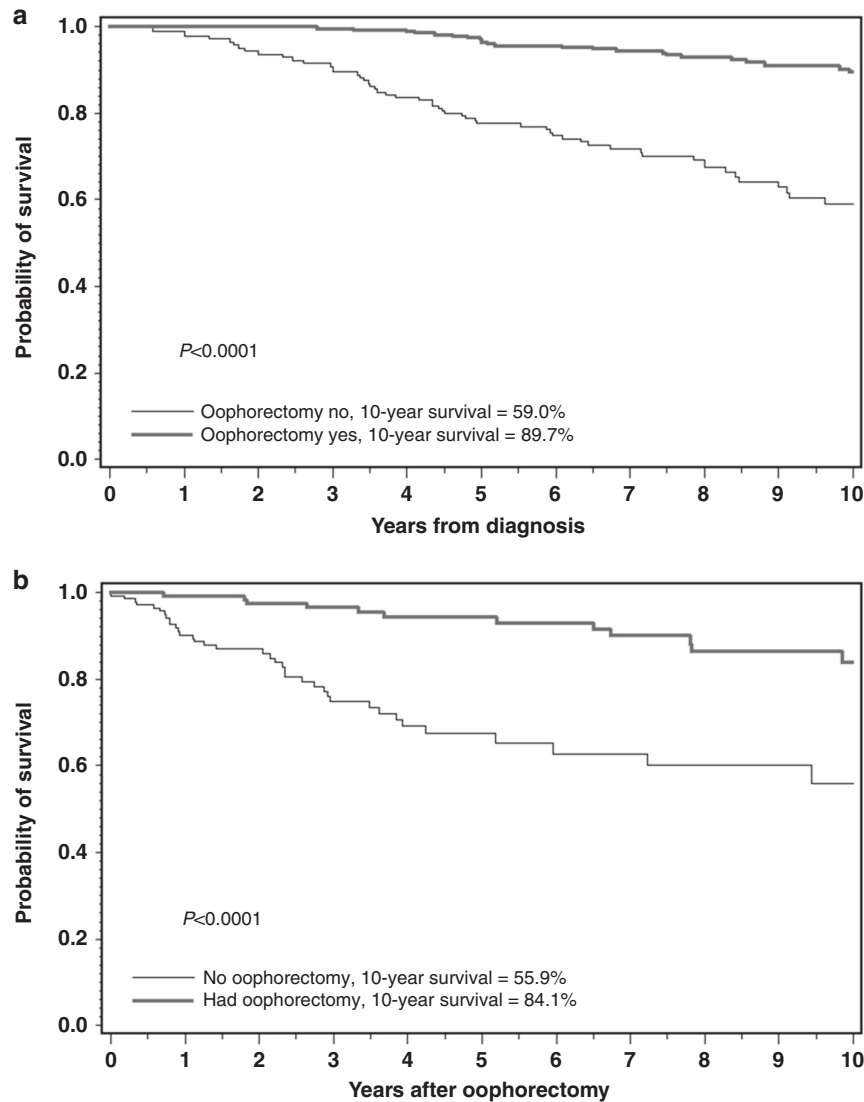 a
1.0
0.8
0.6
0.4
0.2
0.0
Probability of survival
P<0.0001
Oophorectomy no, 10-year survival = 59.0%
Oophorectomy yes, 10-year survival = 89.7%
0 1 2 3 4 5 6 7 8 9 10
Years from diagnosis
b
1.0
0.8
0.6
0.4
0.2
0.0
Probability of survival
P<0.0001
No oophorectomy, 10-year survival = 55.9%
Had oophorectomy, 10-year survival = 84.1%
0 1 2 3 4 5 6 7 8 9 10
Years after oophorectomy